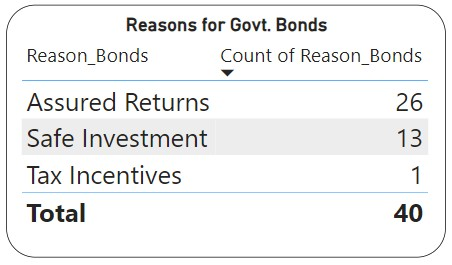 Reasons for Govt. Bonds
Reason_Bonds Count of Reason_Bonds
Assured Returns 26
Safe Investment 13
Tax Incentives 1
Total 40